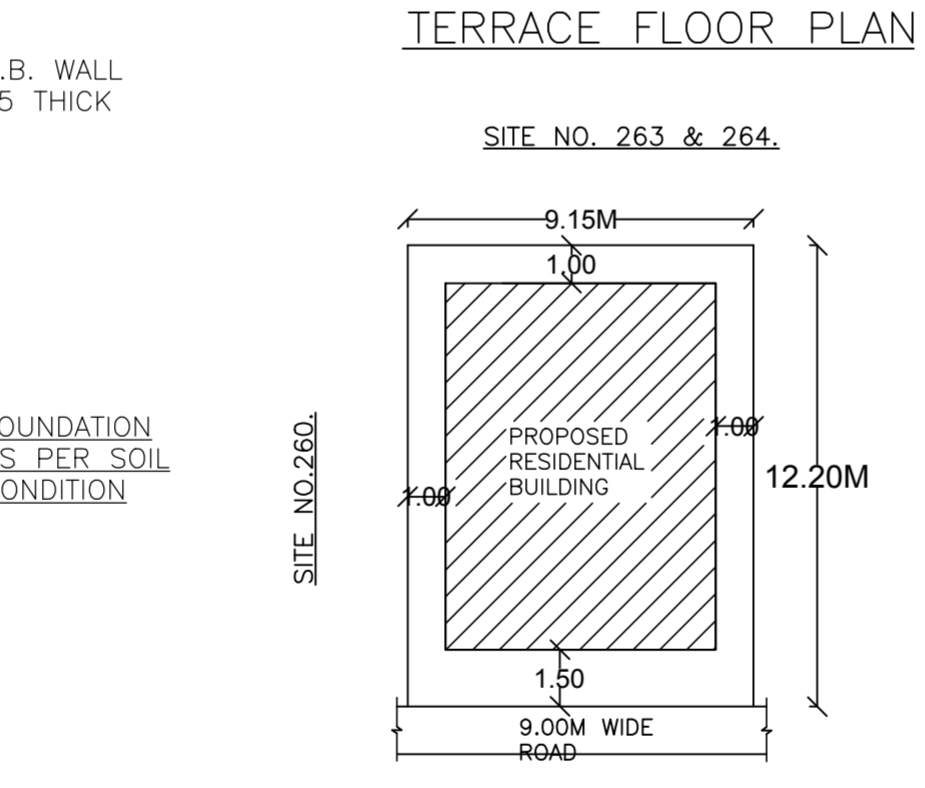 TERRACE FLOOR PLAN
.B. WALL
5 THICK
SITE NO. 263 & 264.
9.15M
1.00
OUNDATION
S PER SOIL
ONDITION
SITE NO.260.
PROPOSED
RESIDENTIAL
BUILDING
1.00
12.20M
1.00
1.50
9.00M WIDE
ROAD